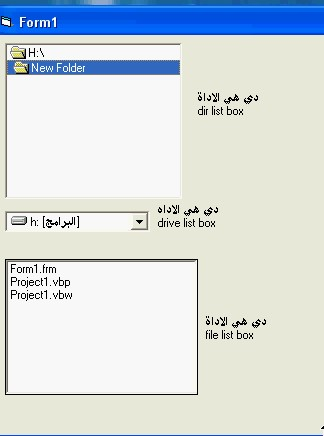 Form1
H:\
New Folder
دي هي الاداة
dir list box
h: [البرامج]
دي هي الاداه
drive list box
Form1.frm
Project1.vbp
Project1.vbw
دي هي الاداة
file list box